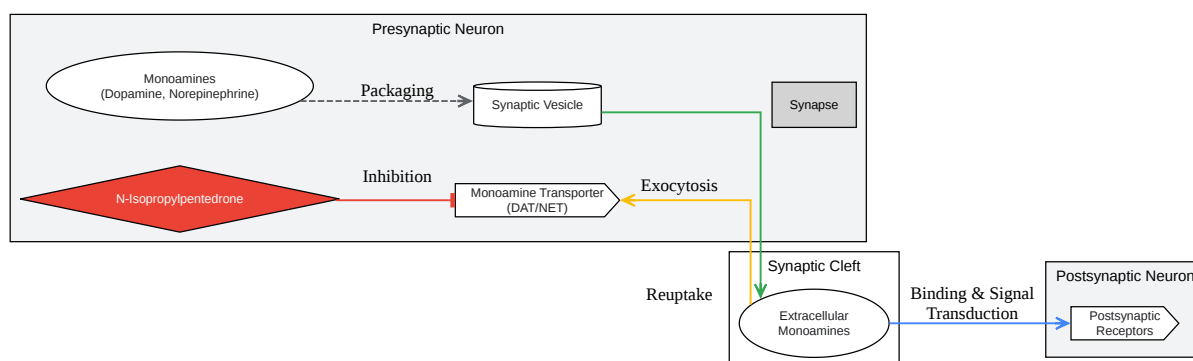 Presynaptic Neuron
Monoamines
(Dopamine, Norepinephrine)
Packaging
Synaptic Vesicle
Synapse
N-Isopropylpentedrone
Inhibition
Monoamine Transporter
(DAT/NET)
Exocytosis
Synaptic Cleft
Reuptake
Extracellular
Monoamines
Binding & Signal
Transduction
Postsynaptic Neuron
Postsynaptic
Receptors